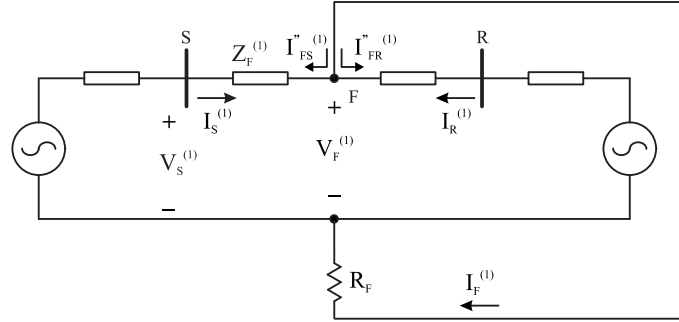 S
Z_F^(1)
I"_FS^(1)
I"_FR^(1)
R
F
+
I_S^(1)
+
I_R^(1)
V_S^(1)
V_F^(1)
−
−
R_F
I_F^(1)